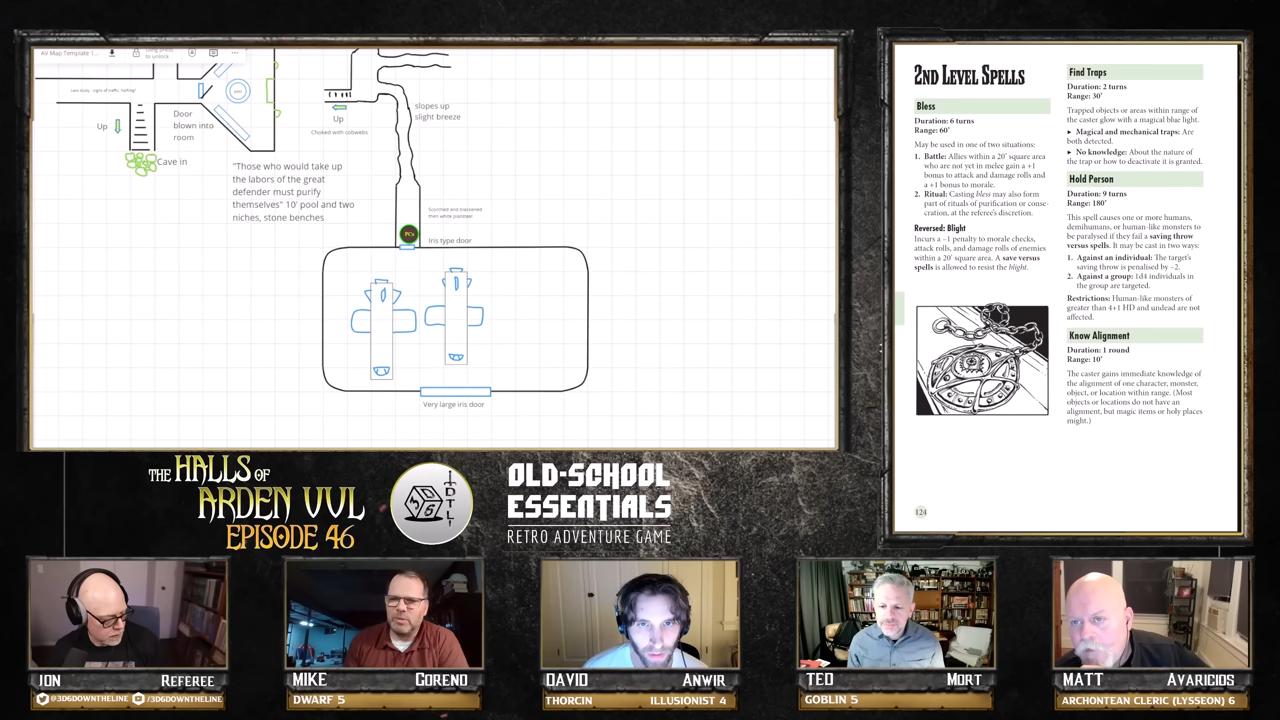 AV Map Template 1...
Using press
to unlock
Up
Door
blown into
room
Cave in
"Those who would take up
the labors of the great
defender must purify
themselves" 10' pool and two
niches, stone benches
Up
Choked with cobwebs
slopes up
slight breeze
Scorched and blackened
then white plaster
PCs
Iris type door
Very large iris door
2ND LEVEL SPELLS
Bless
Duration: 6 turns
Range: 60'
May be used in one of two situations:
1. Battle: Allies within a 20' square area
who are not yet in melee gain a +1
bonus to attack and damage rolls and
a +1 bonus to morale.
2. Ritual: Casting bless may also form
part of rituals of purification or conse-
cration, at the referee's discretion.
Reversed: Blight
Incurs a –1 penalty to morale checks,
attack rolls, and damage rolls of enemies
within a 20' square area. A save versus
spells is allowed to resist the blight.
124
Find Traps
Duration: 2 turns
Range: 30'
Trapped objects or areas within range of
the caster glow with a magical blue light.
▶ Magical and mechanical traps: Are
both detected.
▶ No knowledge: About the nature of
the trap or how to deactivate it is granted.
Hold Person
Duration: 9 turns
Range: 180'
This spell causes one or more humans,
demihumans, or human-like monsters to
be paralysed if they fail a saving throw
versus spells. It may be cast in two ways:
1. Against an individual: The target's
saving throw is penalised by –2.
2. Against a group: 1d4 individuals in
the group are targeted.
Restrictions: Human-like monsters of
greater than 4+1 HD and undead are not
affected.
Know Alignment
Duration: 1 round
Range: 10'
The caster gains immediate knowledge of
the alignment of one character, monster,
object, or location within range. (Most
objects or locations do not have an
alignment, but magic items or holy places
might.)
THE HALLS OF
ARDEN VUL
EPISODE 46
3D6
DTL
OLD-SCHOOL
ESSENTIALS
RETRO ADVENTURE GAME
JON REFEREE
@3D6DOWNTHELINE /3D6DOWNTHELINE
MIKE GORENO
DWARF 5
DAVID ANWIR
THORCIN ILLUSIONIST 4
TED MORT
GOBLIN 5
MATT AVARICIOS
ARCHONTEAN CLERIC (LYSSEON) 6